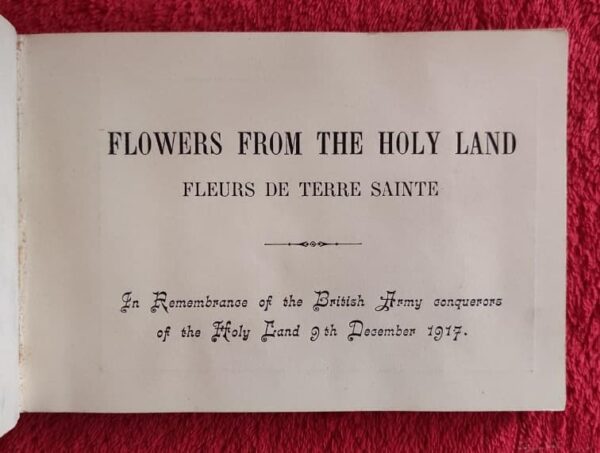 FLOWERS FROM THE HOLY LAND
FLEURS DE TERRE SAINTE
In Remembrance of the British Army conquerors
of the Holy Land 9th December 1917.